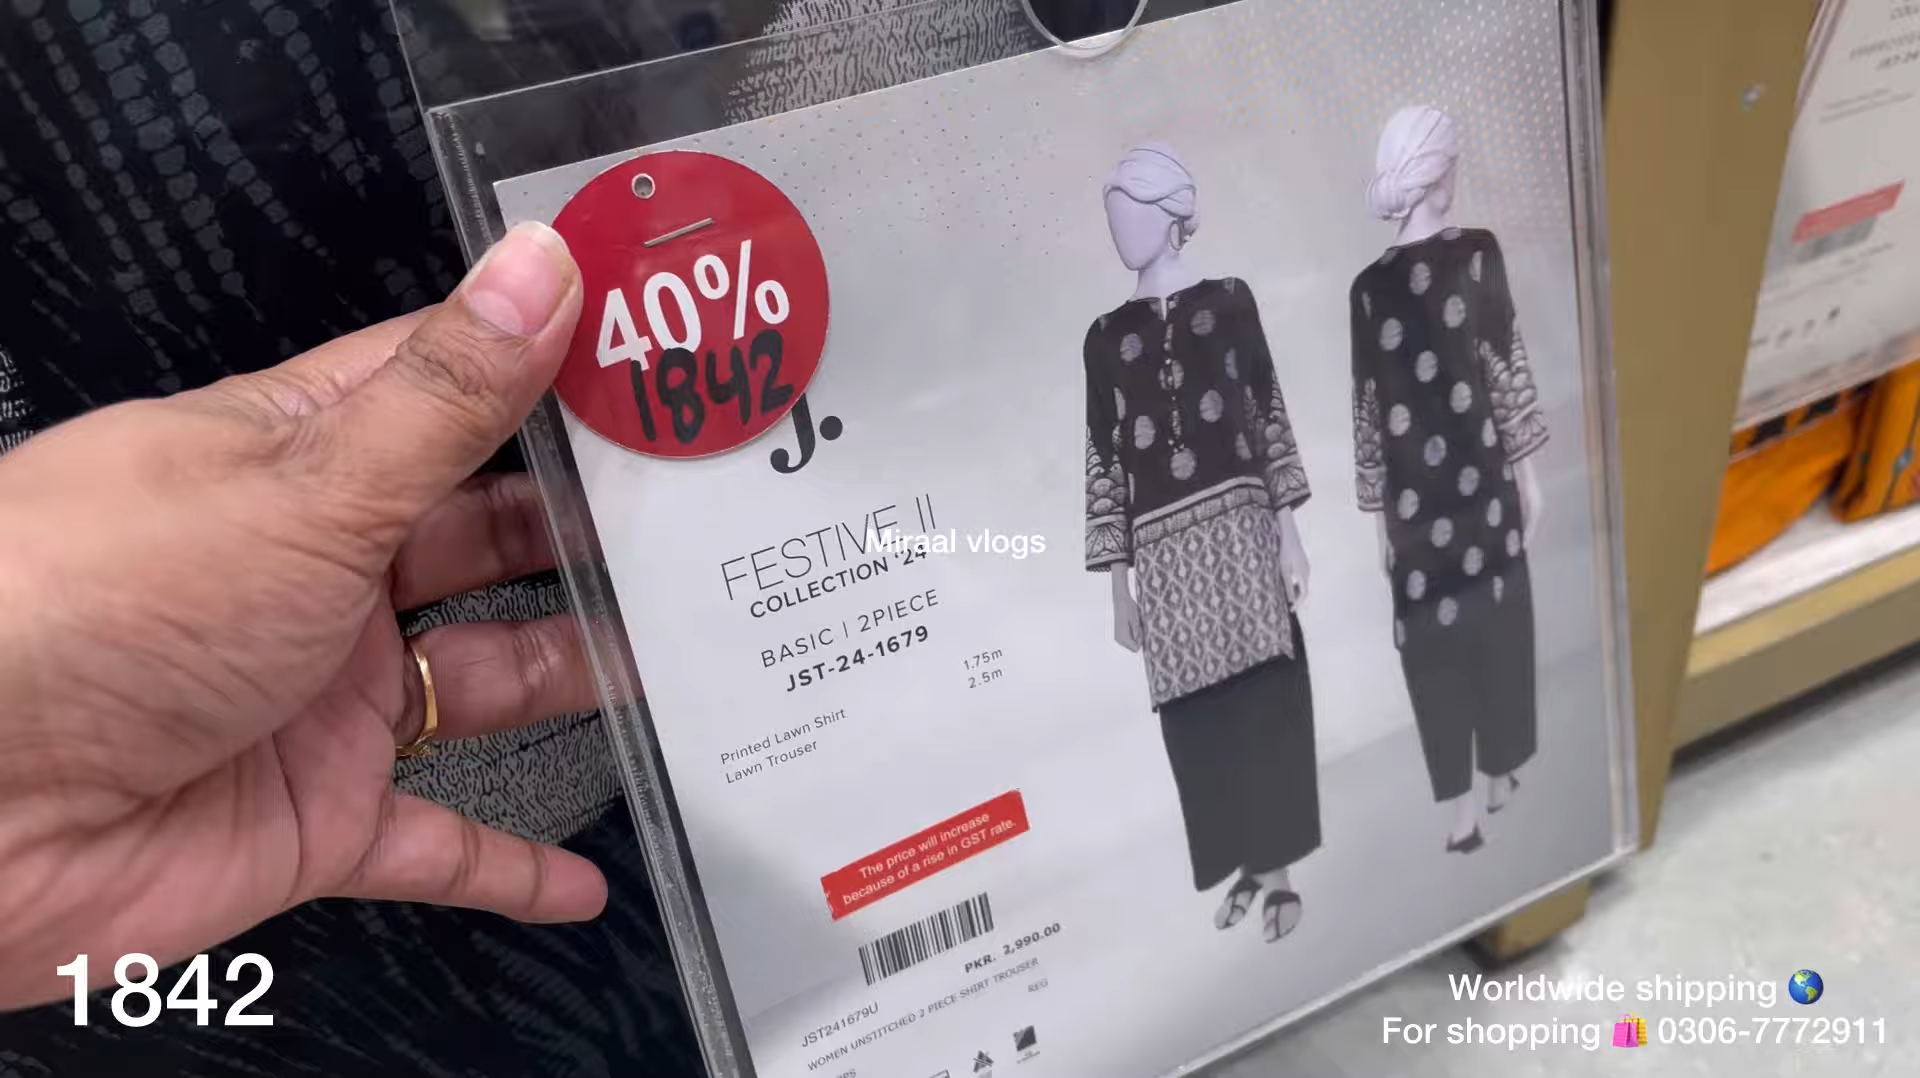 40%
1842
J.
FESTIVE II
COLLECTION '24
BASIC | 2PIECE
JST-24-1679
1.75m
2.5m
Printed Lawn Shirt
Lawn Trouser
The price will increase
because of a rise in GST rate.
PKR. 2,990.00
JST241679U
WOMEN UNSTITCHED 2 PIECE SHIRT TROUSER
REG
Miraal vlogs
1842
Worldwide shipping 🌎
For shopping 🛍️ 0306-7772911